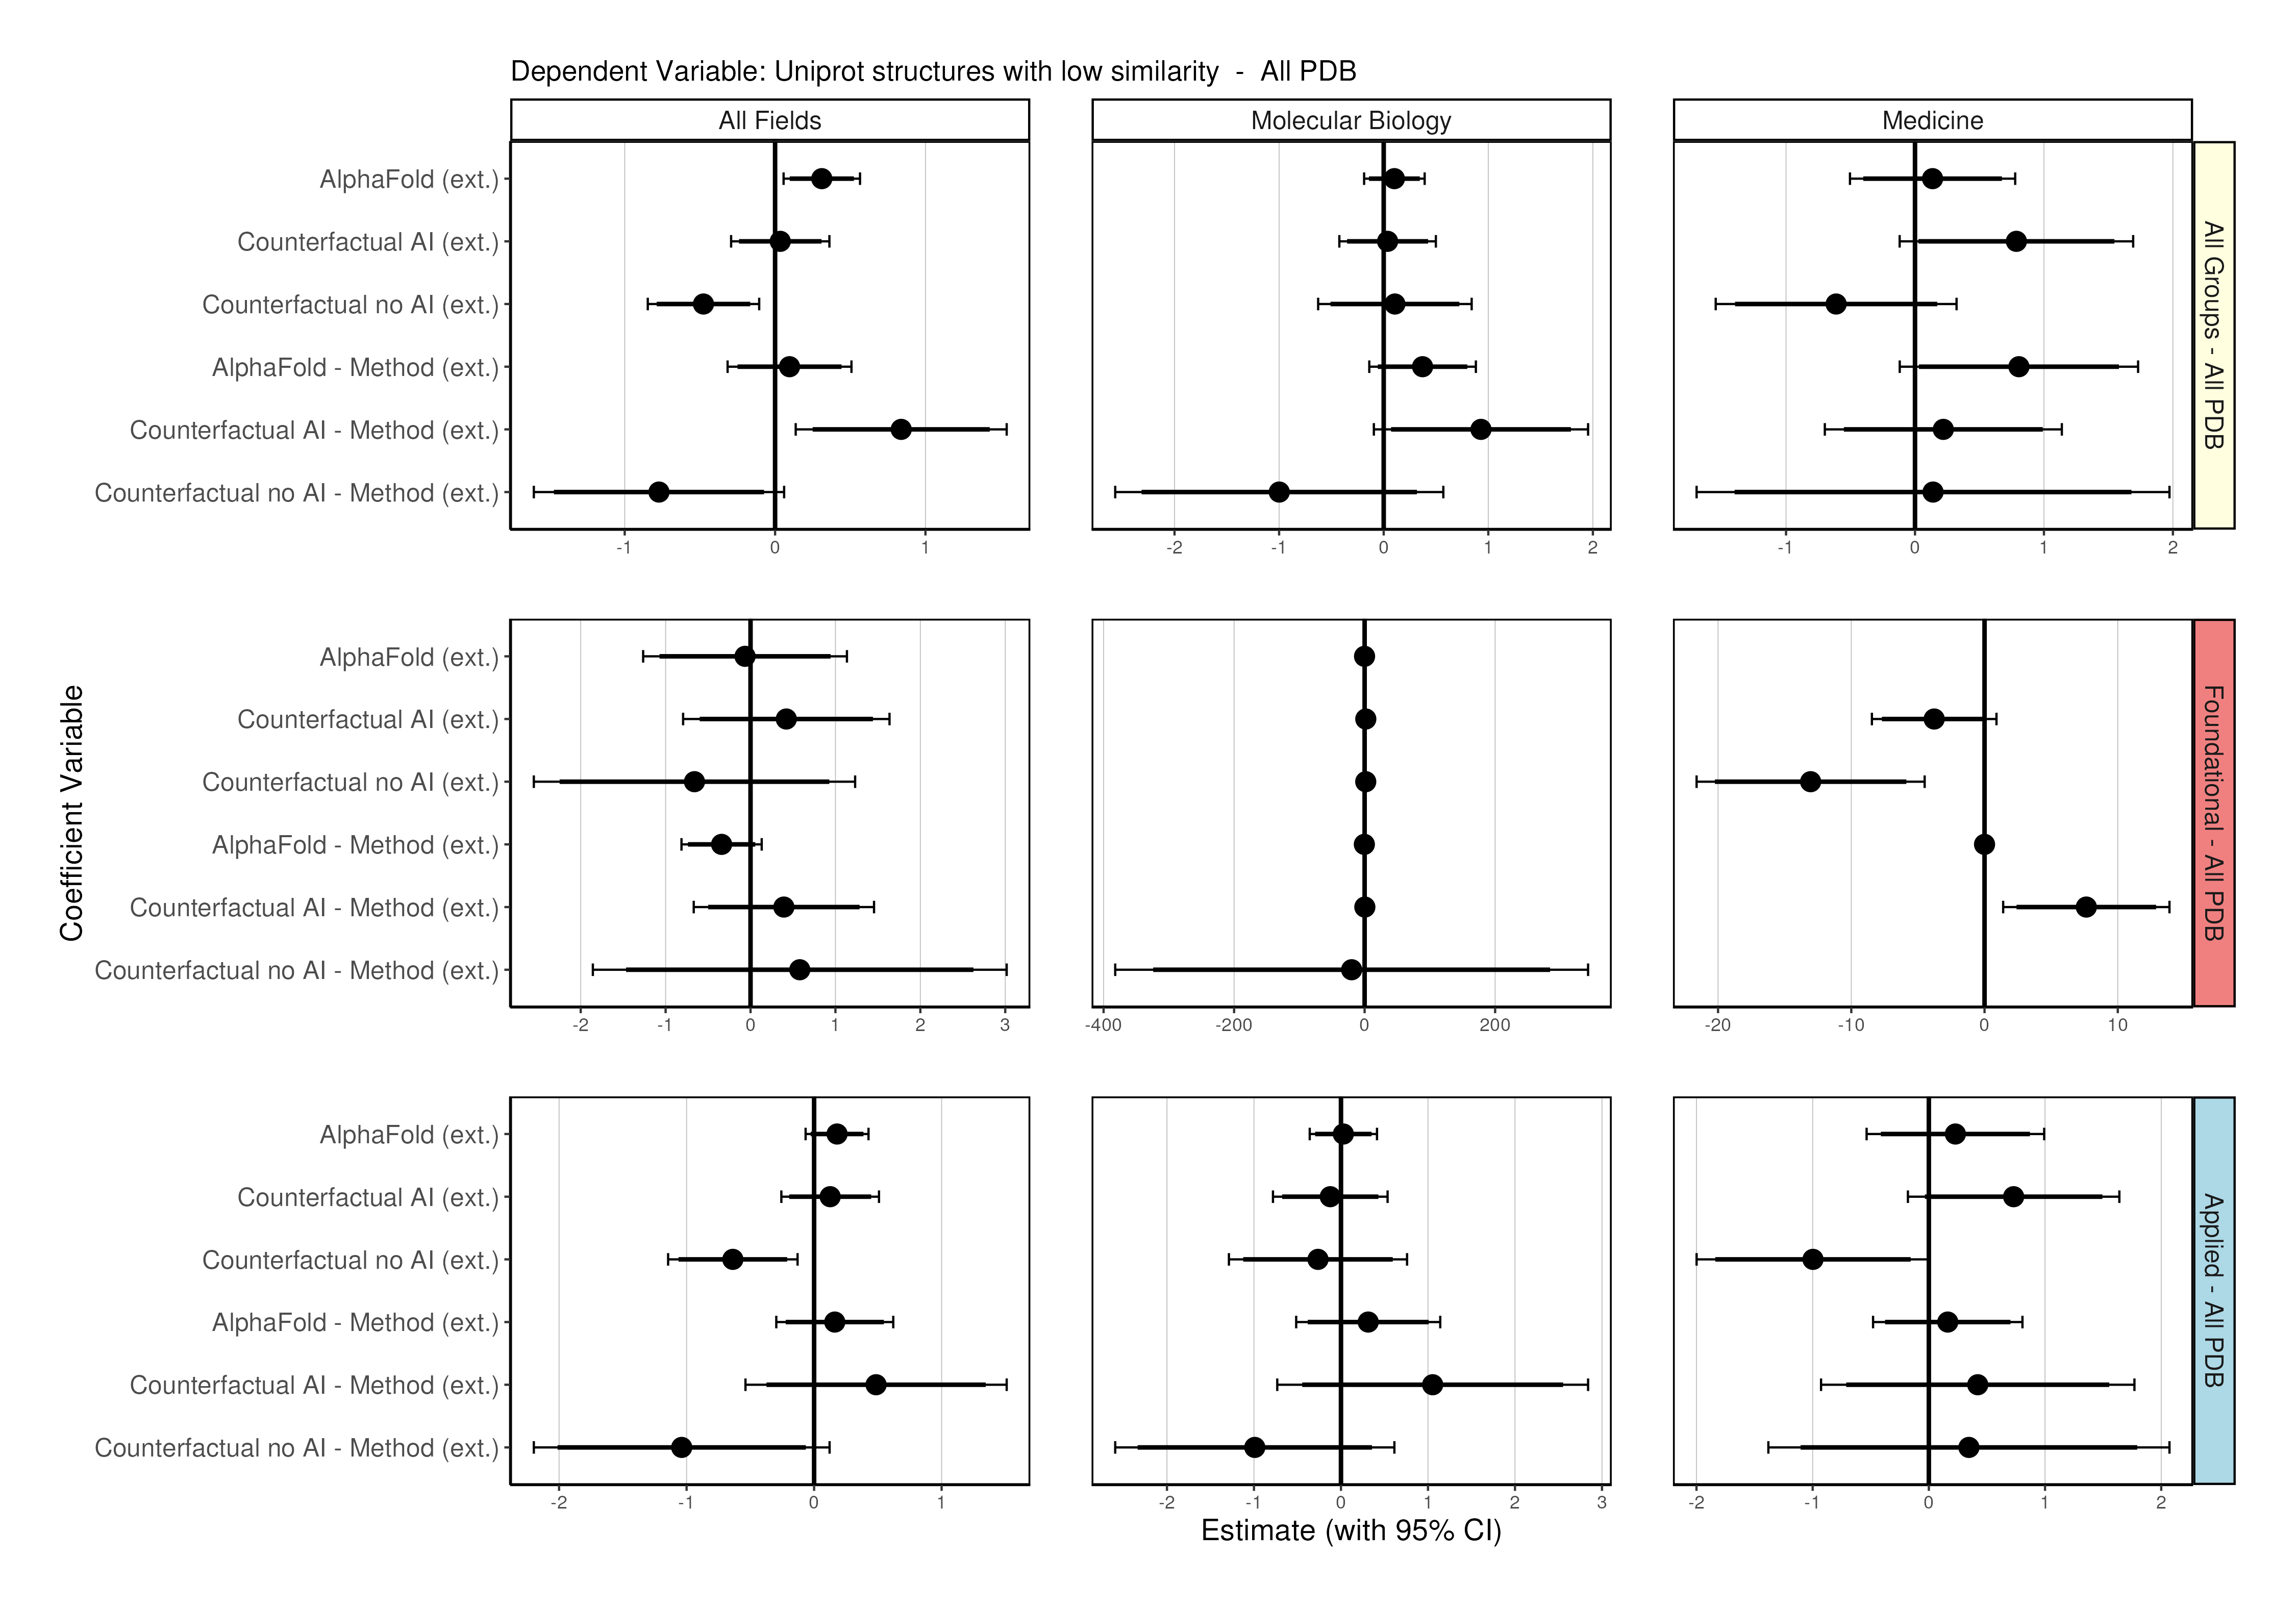 Dependent Variable: Uniprot structures with low similarity - All PDB
All Fields
Molecular Biology
Medicine
AlphaFold (ext.)
Counterfactual AI (ext.)
Counterfactual no AI (ext.)
AlphaFold - Method (ext.)
Counterfactual AI - Method (ext.)
Counterfactual no AI - Method (ext.)
-1 0 1
-2 -1 0 1 2
-1 0 1 2
All Groups - All PDB
Coefficient Variable
AlphaFold (ext.)
Counterfactual AI (ext.)
Counterfactual no AI (ext.)
AlphaFold - Method (ext.)
Counterfactual AI - Method (ext.)
Counterfactual no AI - Method (ext.)
-2 -1 0 1 2 3
-400 -200 0 200
-20 -10 0 10
Foundational - All PDB
AlphaFold (ext.)
Counterfactual AI (ext.)
Counterfactual no AI (ext.)
AlphaFold - Method (ext.)
Counterfactual AI - Method (ext.)
Counterfactual no AI - Method (ext.)
-2 -1 0 1
-2 -1 0 1 2 3
-2 -1 0 1 2
Applied - All PDB
Estimate (with 95% CI)